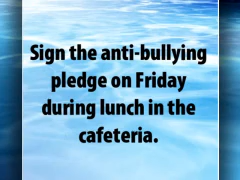 Sign the anti-bullying
pledge on Friday
during lunch in the
cafeteria.